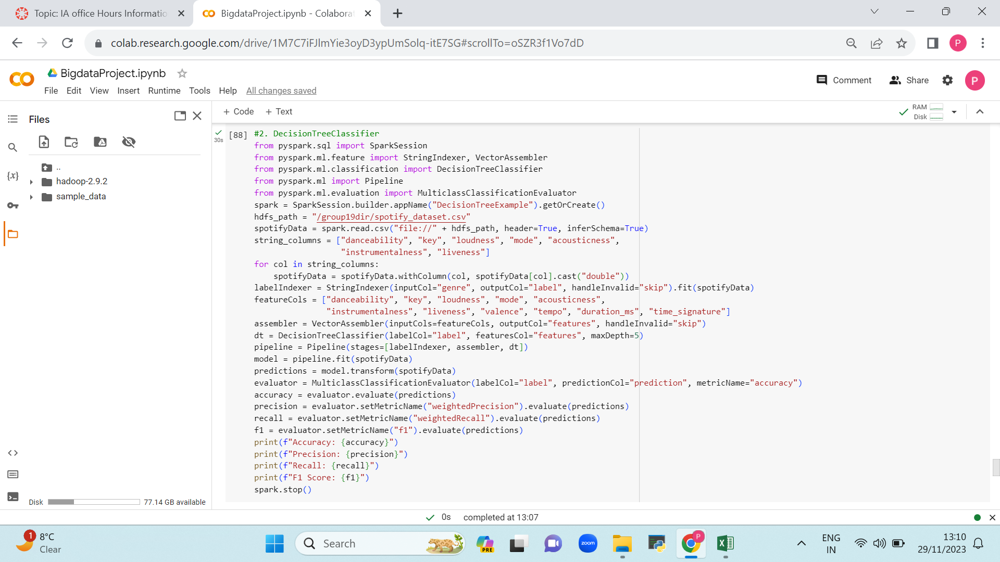 Topic: IA office Hours Informatio
BigdataProject.ipynb - Colaborat
colab.research.google.com/drive/1M7C7iFJlmYie3oyD3ypUmSolq-itE7SG#scrollTo=oSZR3f1Vo7dD
P
BigdataProject.ipynb
File Edit View Insert Runtime Tools Help All changes saved
Comment Share P
Files
+ Code + Text
RAM
Disk
..
hadoop-2.9.2
sample_data
{x}
30s
[88] #2. DecisionTreeClassifier
from pyspark.sql import SparkSession
from pyspark.ml.feature import StringIndexer, VectorAssembler
from pyspark.ml.classification import DecisionTreeClassifier
from pyspark.ml import Pipeline
from pyspark.ml.evaluation import MulticlassClassificationEvaluator
spark = SparkSession.builder.appName("DecisionTreeExample").getOrCreate()
hdfs_path = "/group19dir/spotify_dataset.csv"
spotifyData = spark.read.csv("file://" + hdfs_path, header=True, inferSchema=True)
string_columns = ["danceability", "key", "loudness", "mode", "acousticness",
"instrumentalness", "liveness"]
for col in string_columns:
spotifyData = spotifyData.withColumn(col, spotifyData[col].cast("double"))
labelIndexer = StringIndexer(inputCol="genre", outputCol="label", handleInvalid="skip").fit(spotifyData)
featureCols = ["danceability", "key", "loudness", "mode", "acousticness",
"instrumentalness", "liveness", "valence", "tempo", "duration_ms", "time_signature"]
assembler = VectorAssembler(inputCols=featureCols, outputCol="features", handleInvalid="skip")
dt = DecisionTreeClassifier(labelCol="label", featuresCol="features", maxDepth=5)
pipeline = Pipeline(stages=[labelIndexer, assembler, dt])
model = pipeline.fit(spotifyData)
predictions = model.transform(spotifyData)
evaluator = MulticlassClassificationEvaluator(labelCol="label", predictionCol="prediction", metricName="accuracy")
accuracy = evaluator.evaluate(predictions)
precision = evaluator.setMetricName("weightedPrecision").evaluate(predictions)
recall = evaluator.setMetricName("weightedRecall").evaluate(predictions)
f1 = evaluator.setMetricName("f1").evaluate(predictions)
print(f"Accuracy: {accuracy}")
print(f"Precision: {precision}")
print(f"Recall: {recall}")
print(f"F1 Score: {f1}")
spark.stop()
Disk 77.14 GB available
0s completed at 13:07
1
8°C
Clear
Search
PRE
zoom
P
X
ENG
IN
13:10
29/11/2023